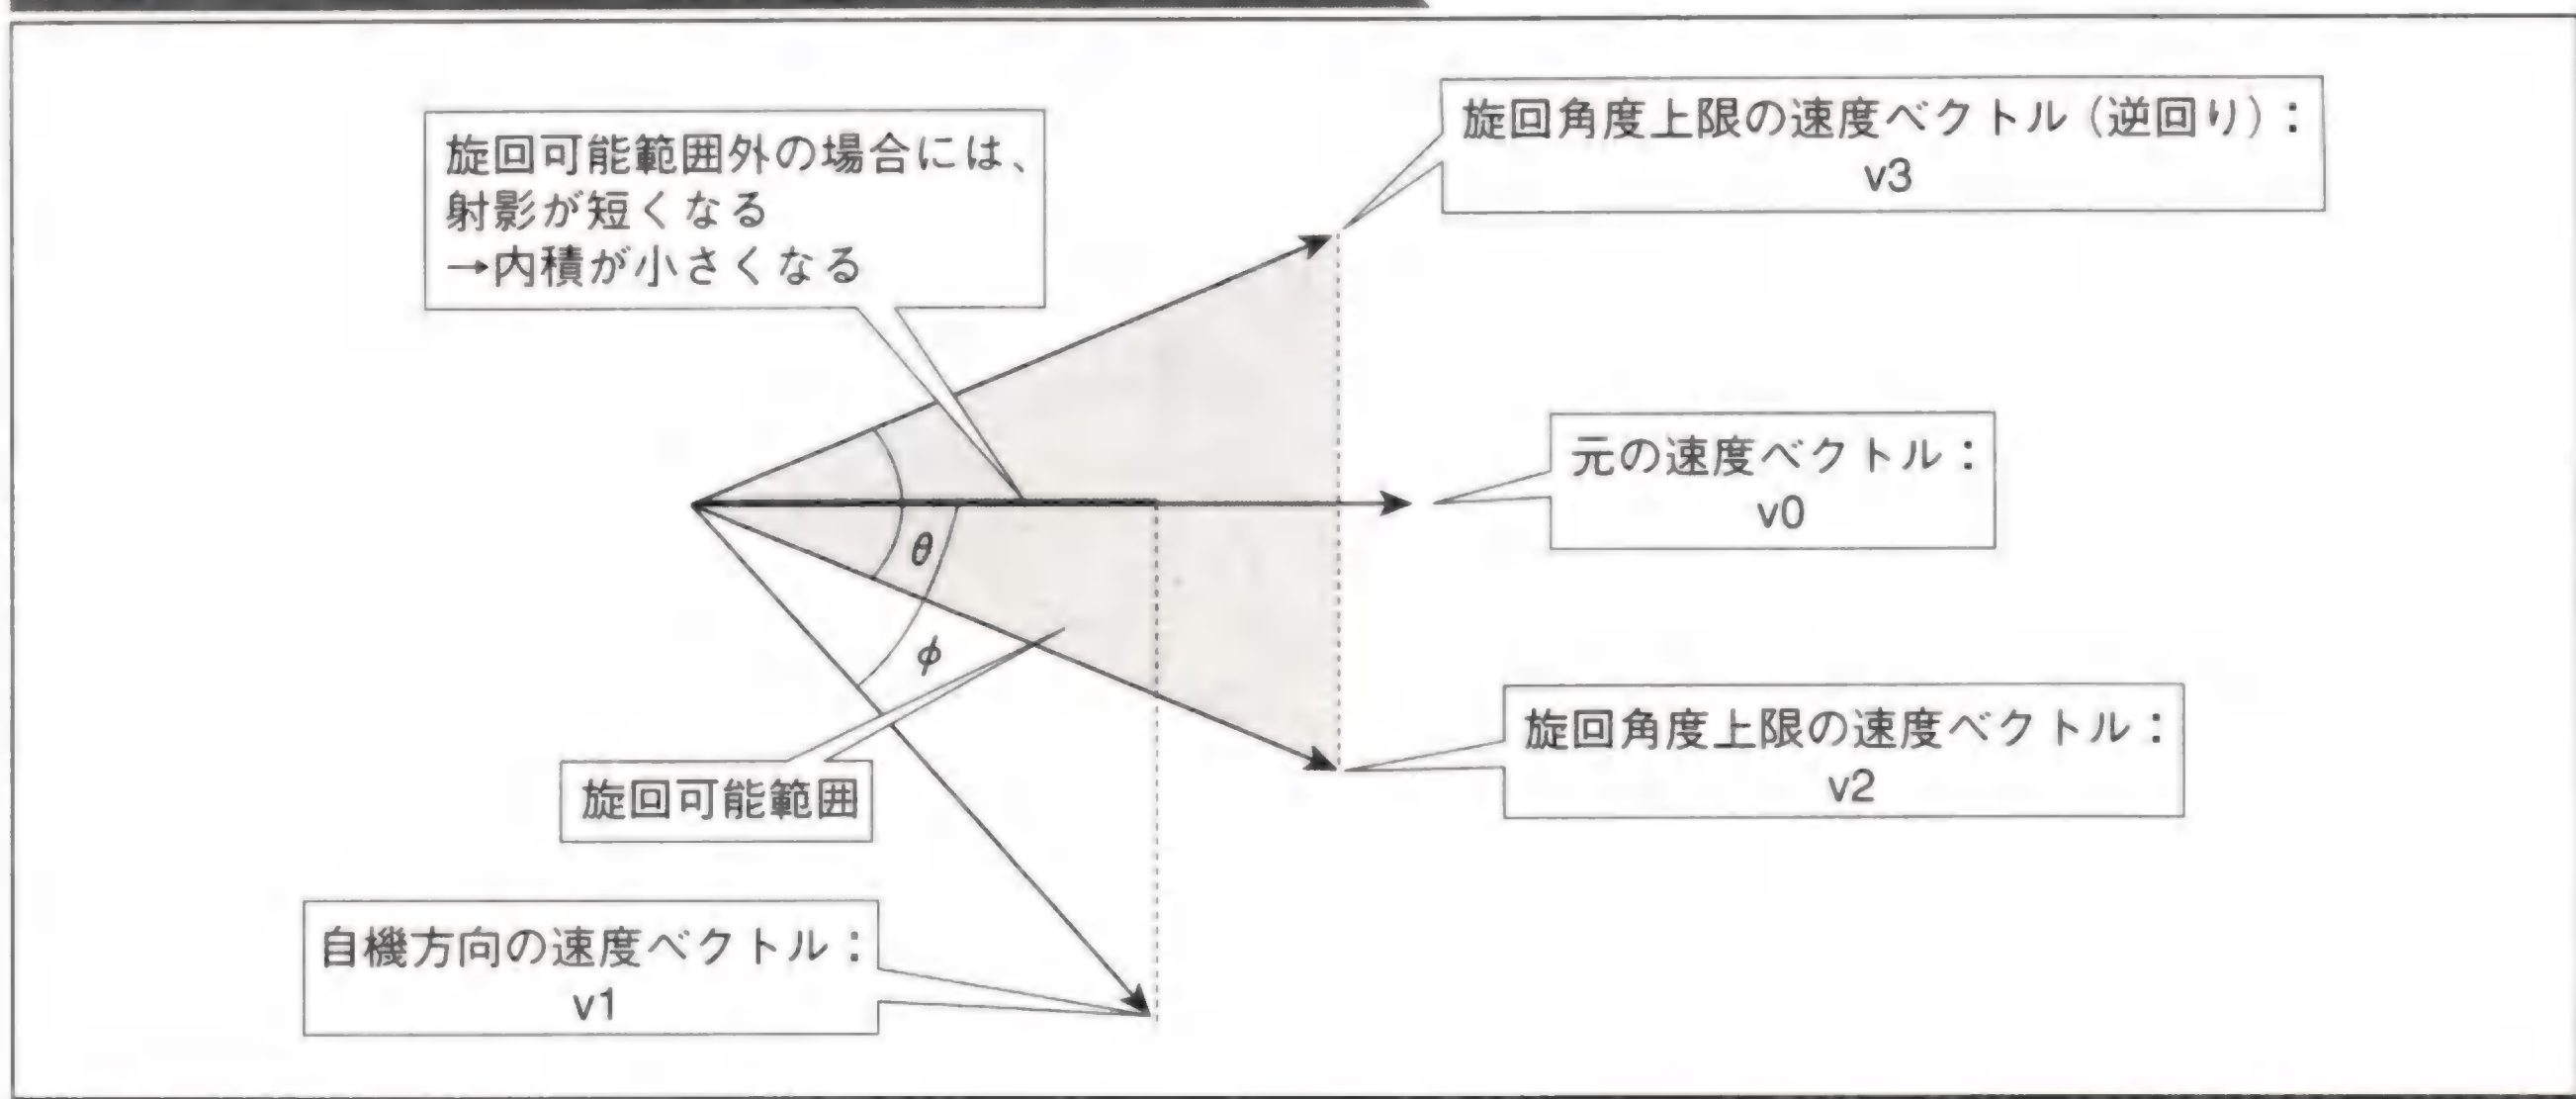 旋回可能範囲外の場合には、
射影が短くなる
→内積が小さくなる
旋回角度上限の速度ベクトル（逆回り）：
v3
元の速度ベクトル：
v0
θ
φ
旋回可能範囲
旋回角度上限の速度ベクトル：
v2
自機方向の速度ベクトル：
v1